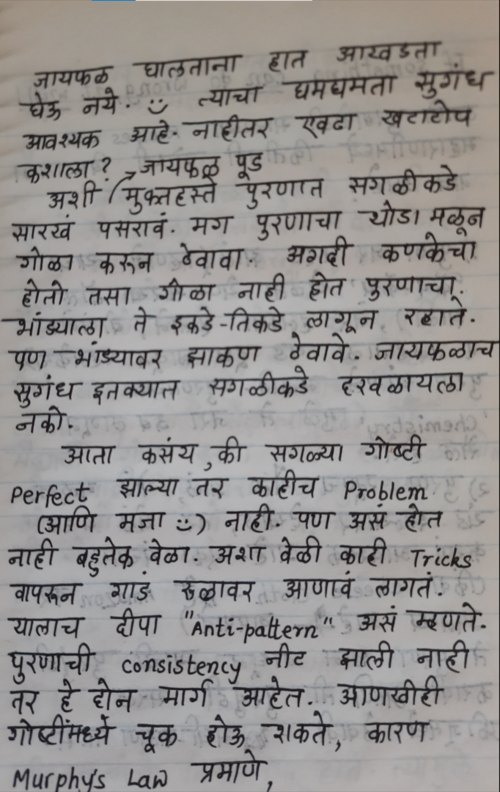 जायफळ घालताना हात आखडता
घेऊ नये. :) त्याचा घमघमता सुगंध
आवश्यक आहे. नाहीतर एवढा खटाटोप
कशाला? जायफळ पूड
अशी (मुक्तहस्ते पुरणात सगळीकडे
सारखं पसरावं. मग पुरणाचा थोडा मळून
गोळा करून ठेवावा. अगदी कणकेचा
होतो तसा गोळा नाही होत पुरणाचा.
भांड्याला ते इकडे-तिकडे लागून रहाते.
पण भांड्यावर झाकण ठेवावे. जायफळाच
सुगंध इतक्यात सगळीकडे दरवळायला
नको.
आता कसंय, की सगळ्या गोष्टी
Perfect झाल्या तर काहीच Problem
(आणि मजा :) नाही. पण असं होत
नाही बहुतेक वेळा. अशा वेळी काही Tricks
वापरून गाडं रूळावर आणावं लागतं.
यालाच दीपा "Anti-pattern" असं म्हणते.
पुरणाची consistency नीट झाली नाही
तर हे दोन मार्ग आहेत. आणखीही
गोष्टींमध्ये चूक होऊ शकते, कारण
Murphy's Law प्रमाणे,